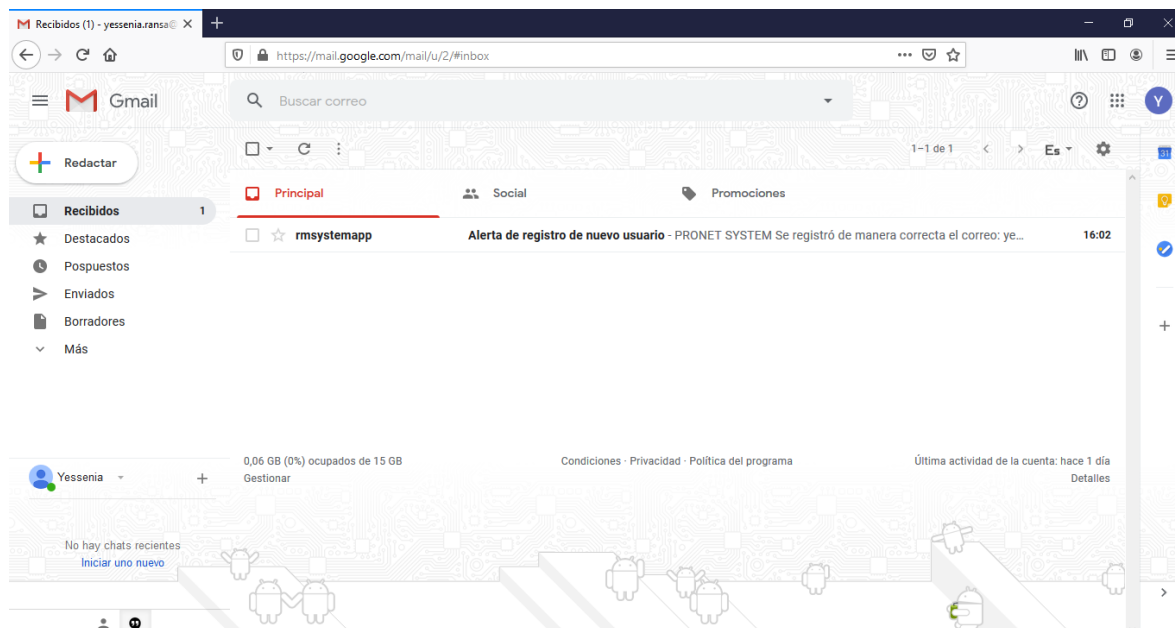 Recibidos (1) - yessenia.ransa@
https://mail.google.com/mail/u/2/#inbox
Gmail
Buscar correo
Y
Redactar
1–1 de 1
Es
31
Principal
Social
Promociones
Recibidos 1
rmsystemapp Alerta de registro de nuevo usuario - PRONET SYSTEM Se registró de manera correcta el correo: ye... 16:02
Destacados
Pospuestos
Enviados
Borradores
Más
0,06 GB (0%) ocupados de 15 GB
Gestionar
Condiciones · Privacidad · Política del programa
Última actividad de la cuenta: hace 1 día
Detalles
Yessenia
No hay chats recientes
Iniciar uno nuevo